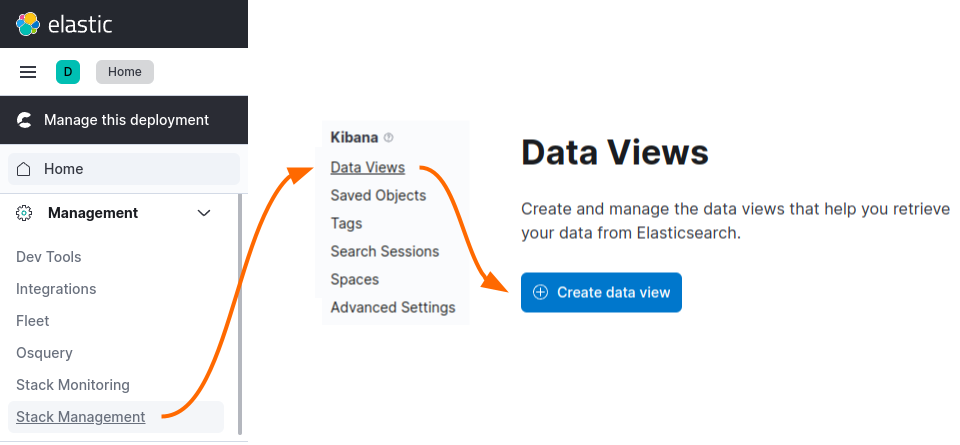 elastic
D
Home
Manage this deployment
Home
Management
Dev Tools
Integrations
Fleet
Osquery
Stack Monitoring
Stack Management
Kibana
Data Views
Saved Objects
Tags
Search Sessions
Spaces
Advanced Settings
Data Views
Create and manage the data views that help you retrieve
your data from Elasticsearch.
Create data view